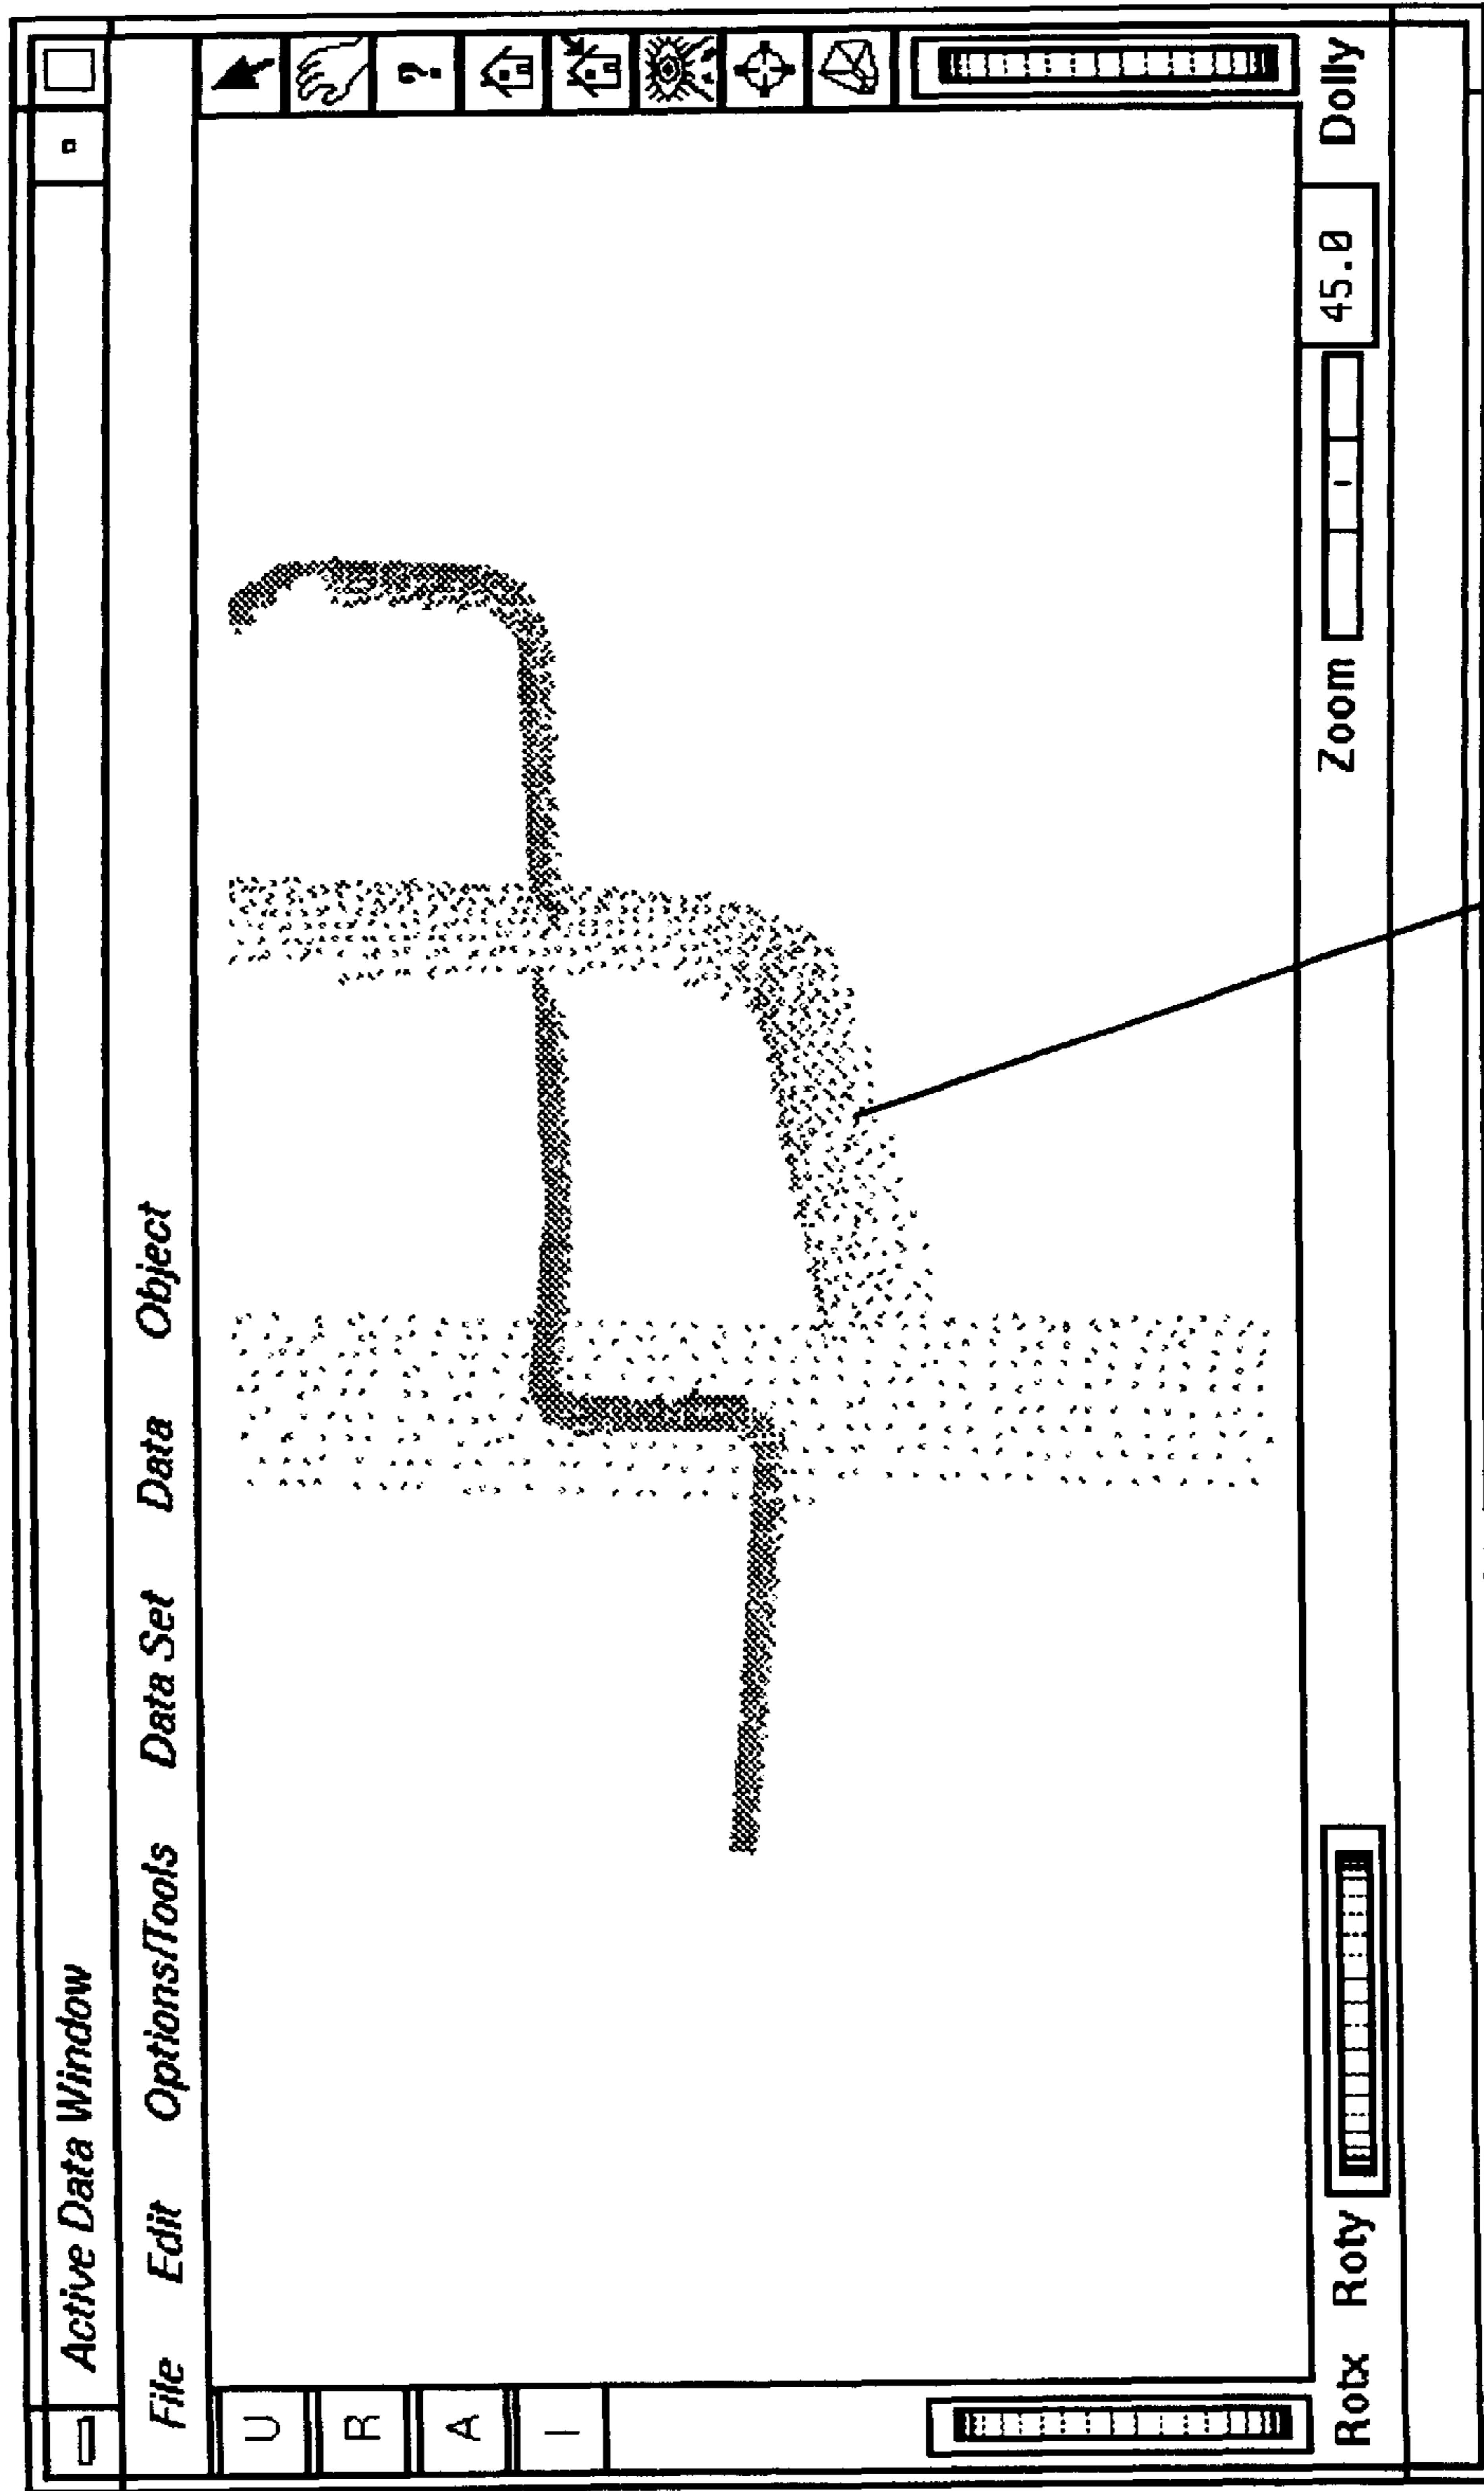 Active Data Window
File Edit Options/Tools Data Set Data Object
U
R
A
I
?
Rotx Roty Zoom 45.0 Dolly